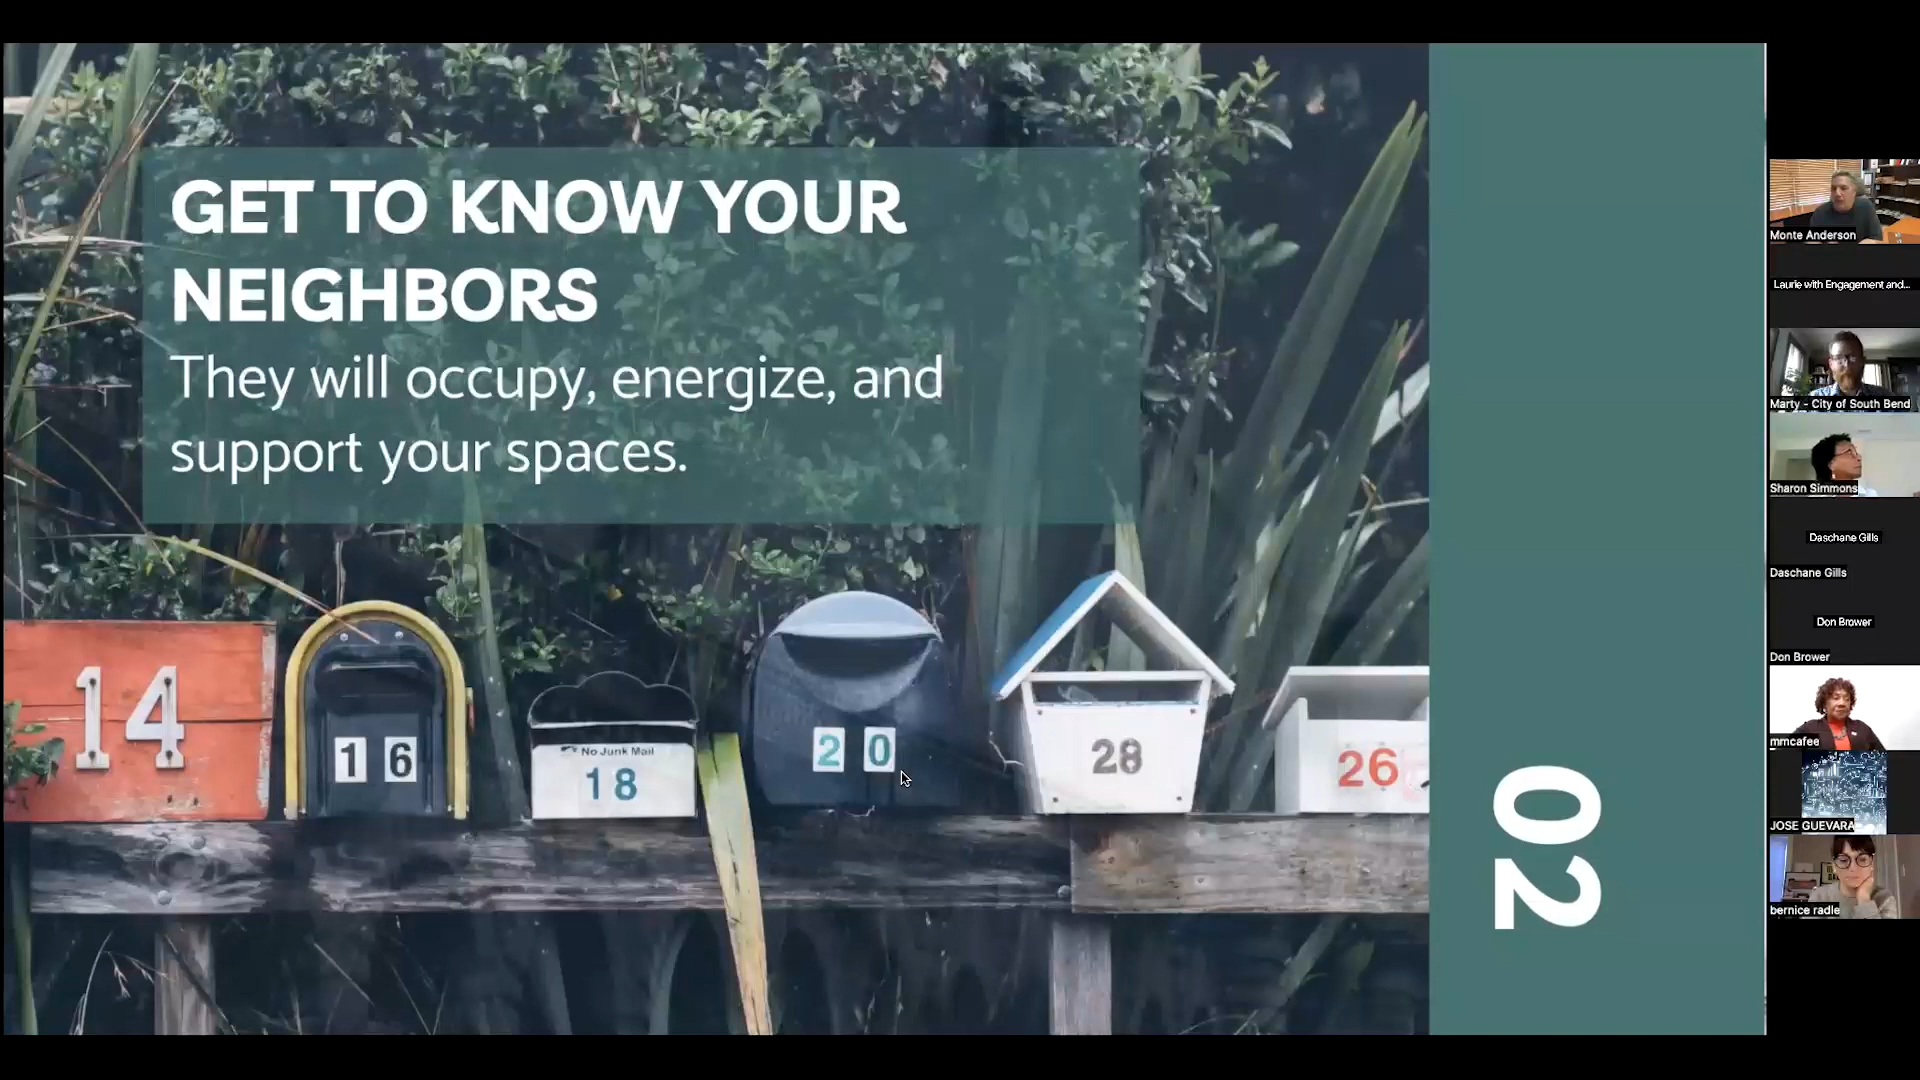 GET TO KNOW YOUR
NEIGHBORS
They will occupy, energize, and
support your spaces.
14
16
No Junk Mail
18
20
28
26
02
Monte Anderson
Laurie with Engagement and...
Marty - City of South Bend
Sharon Simmons
Daschane Gills
Daschane Gills
Don Brower
Don Brower
mmcafee
JOSE GUEVARA
bernice radle